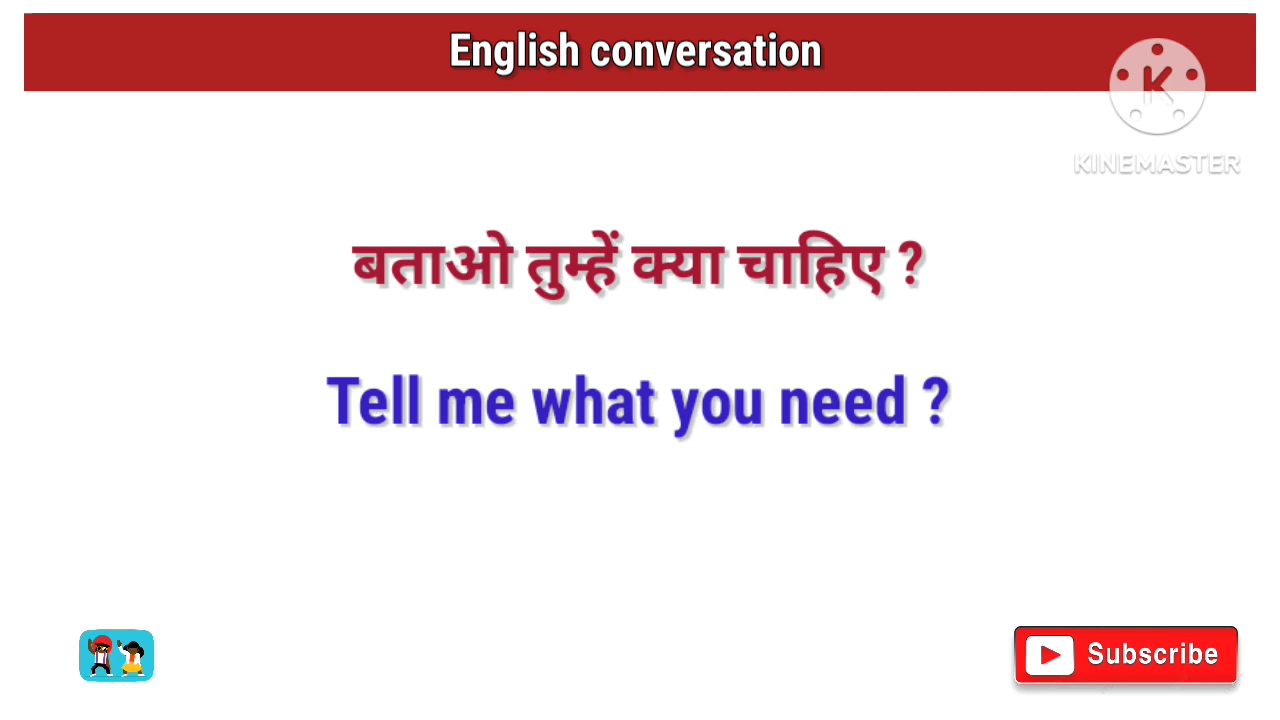 English conversation
K
KINEMASTER
बताओ तुम्हें क्या चाहिए ?
Tell me what you need ?
Subscribe